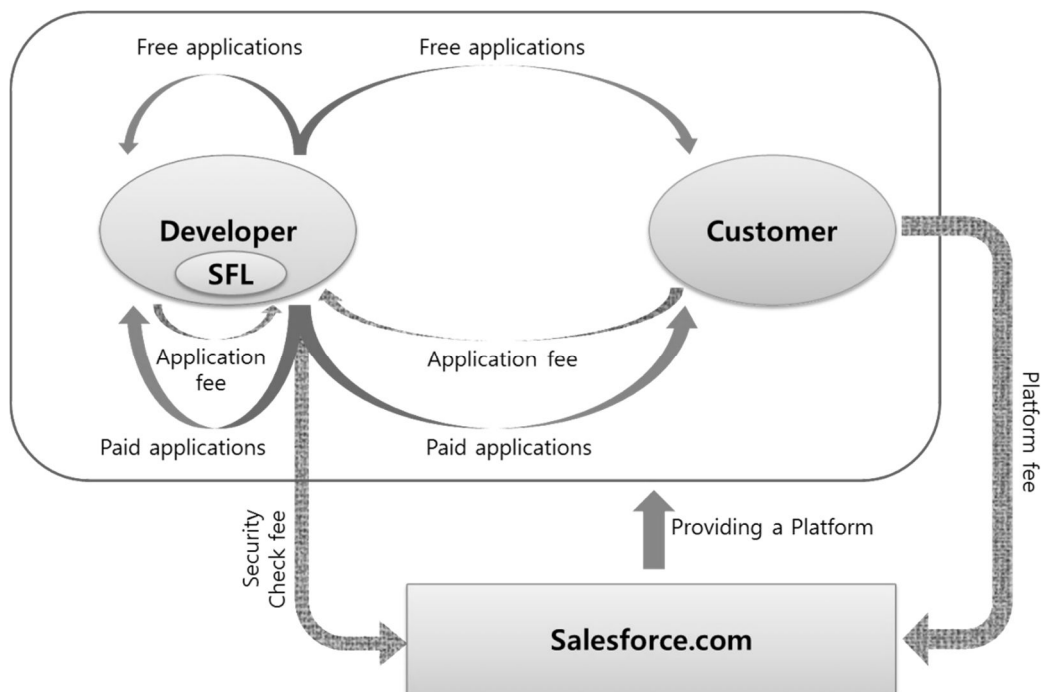 Free applications
Free applications
Developer
SFL
Customer
Application
fee
Application fee
Paid applications
Paid applications
Platform fee
Security
Check fee
Providing a Platform
Salesforce.com